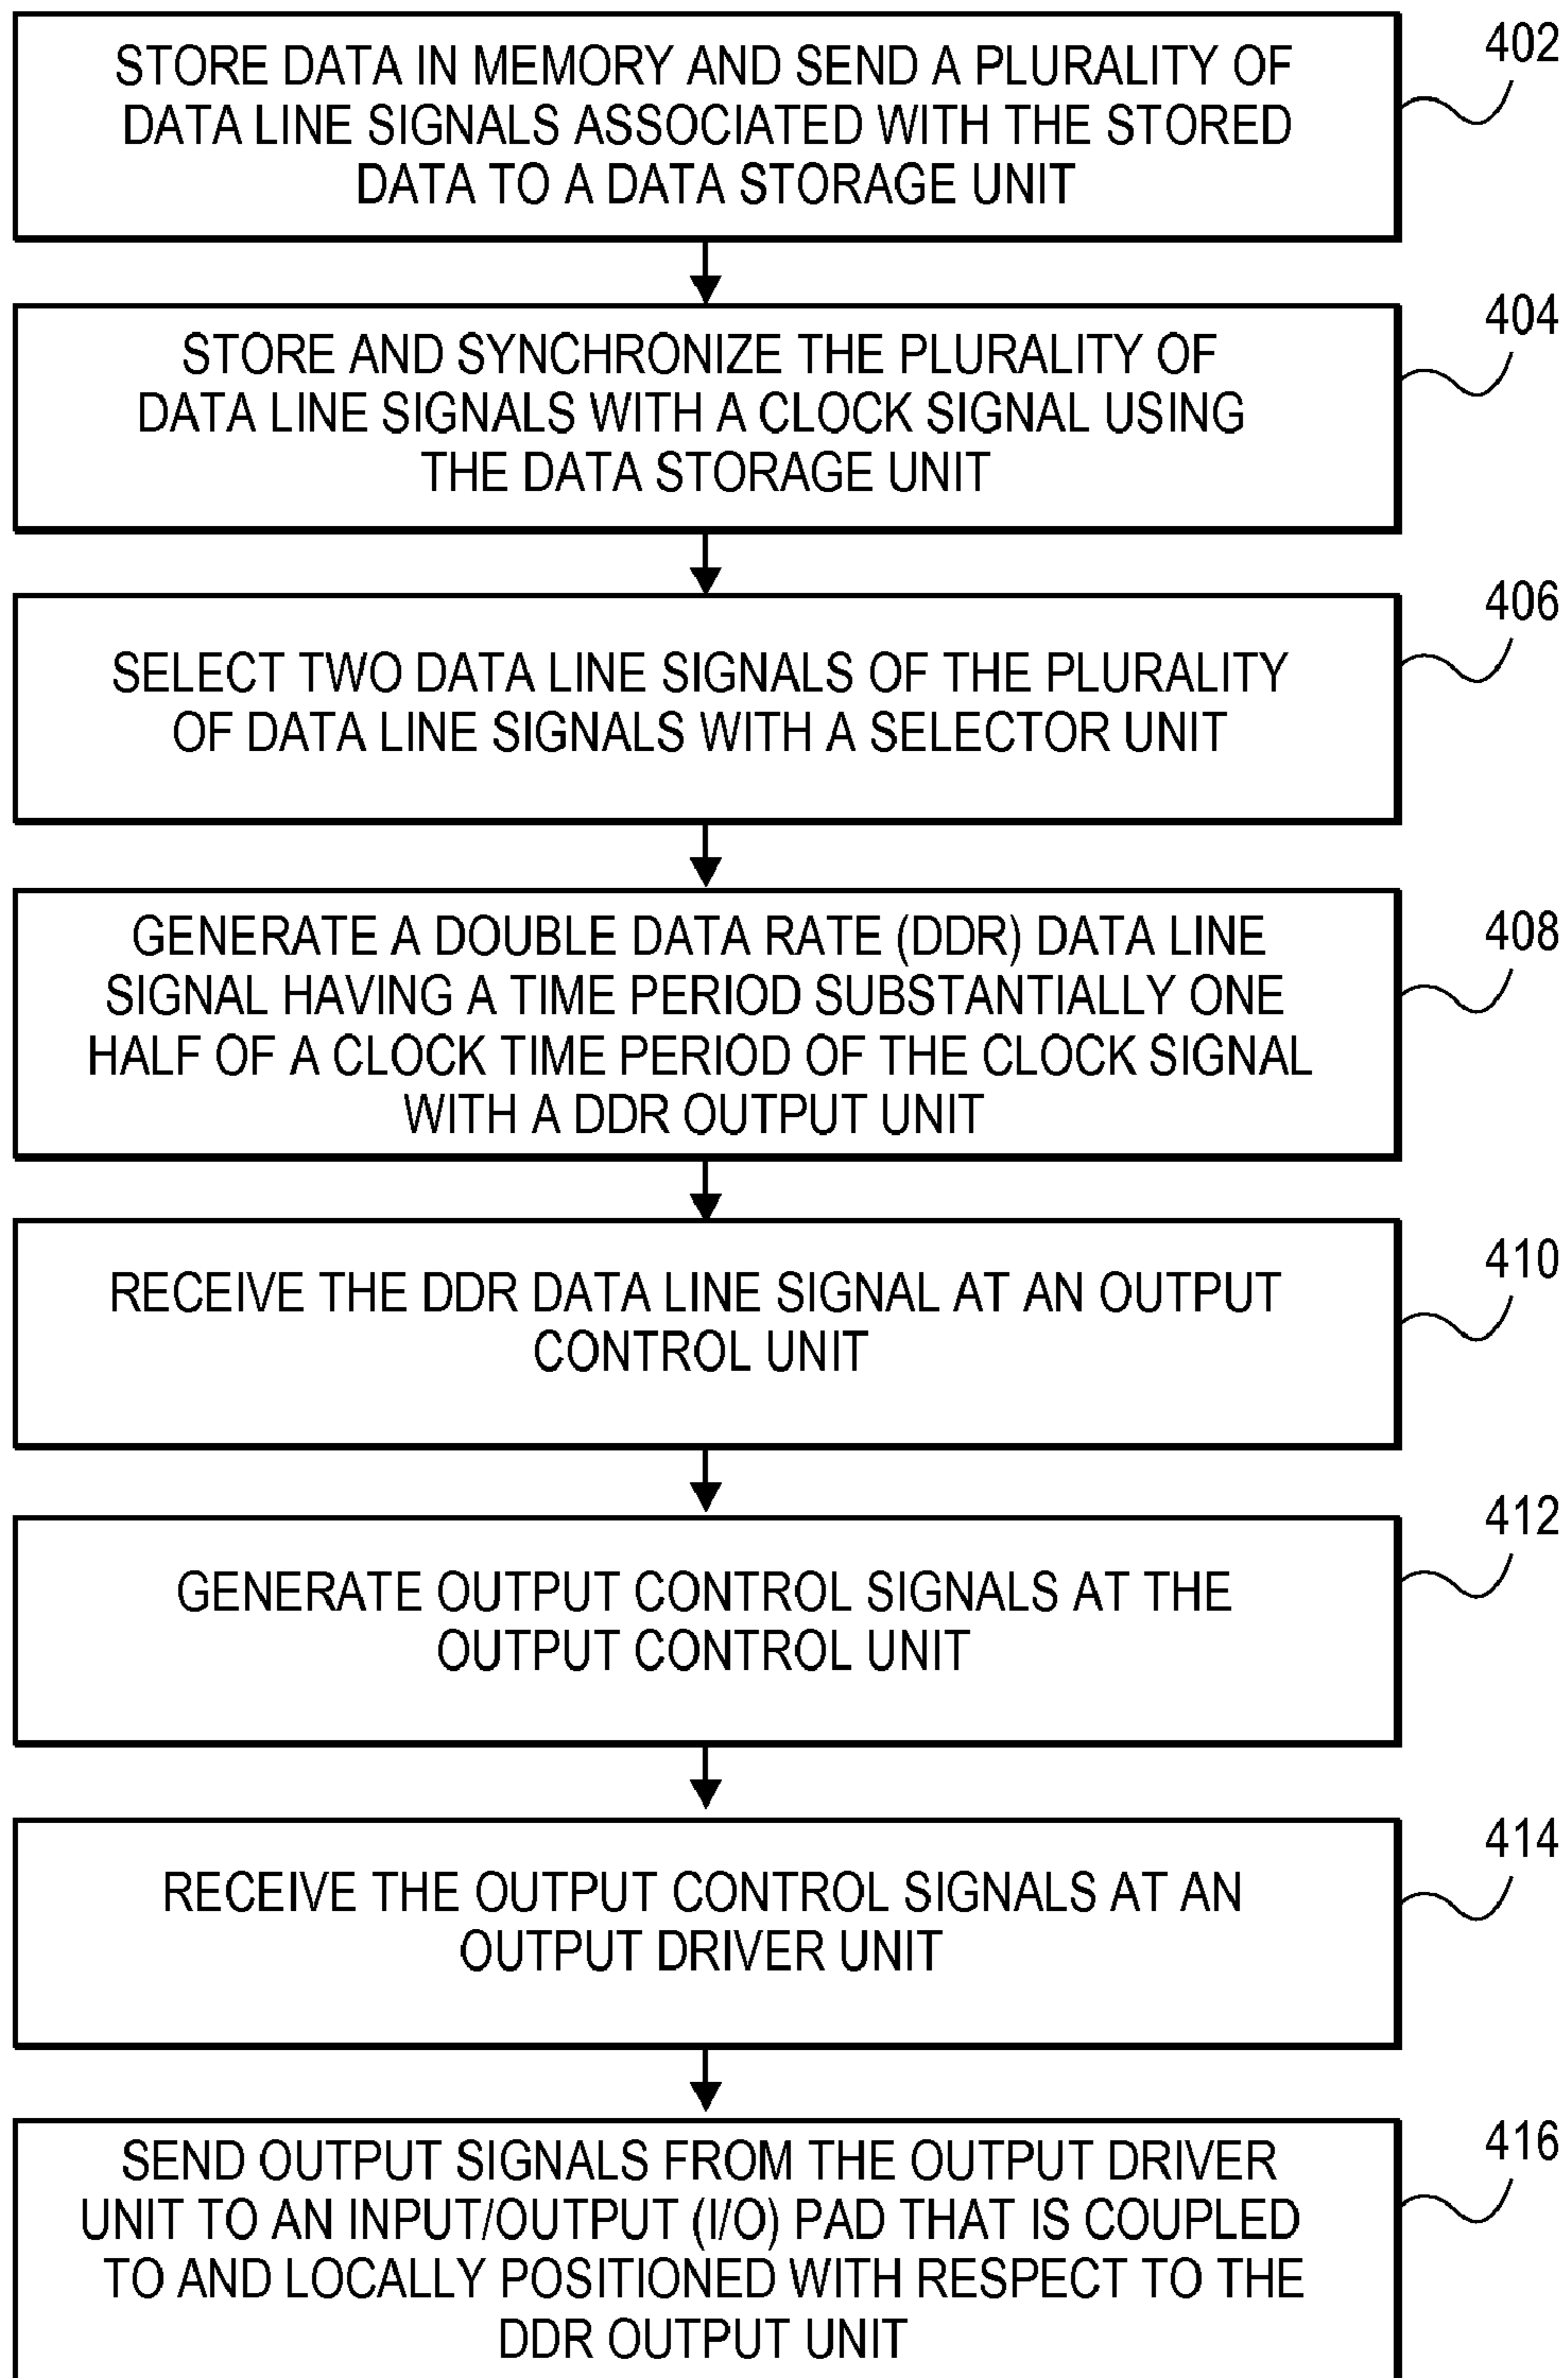 STORE DATA IN MEMORY AND SEND A PLURALITY OF
DATA LINE SIGNALS ASSOCIATED WITH THE STORED
DATA TO A DATA STORAGE UNIT
402
STORE AND SYNCHRONIZE THE PLURALITY OF
DATA LINE SIGNALS WITH A CLOCK SIGNAL USING
THE DATA STORAGE UNIT
404
SELECT TWO DATA LINE SIGNALS OF THE PLURALITY
OF DATA LINE SIGNALS WITH A SELECTOR UNIT
406
GENERATE A DOUBLE DATA RATE (DDR) DATA LINE
SIGNAL HAVING A TIME PERIOD SUBSTANTIALLY ONE
HALF OF A CLOCK TIME PERIOD OF THE CLOCK SIGNAL
WITH A DDR OUTPUT UNIT
408
RECEIVE THE DDR DATA LINE SIGNAL AT AN OUTPUT
CONTROL UNIT
410
GENERATE OUTPUT CONTROL SIGNALS AT THE
OUTPUT CONTROL UNIT
412
RECEIVE THE OUTPUT CONTROL SIGNALS AT AN
OUTPUT DRIVER UNIT
414
SEND OUTPUT SIGNALS FROM THE OUTPUT DRIVER
UNIT TO AN INPUT/OUTPUT (I/O) PAD THAT IS COUPLED
TO AND LOCALLY POSITIONED WITH RESPECT TO THE
DDR OUTPUT UNIT
416